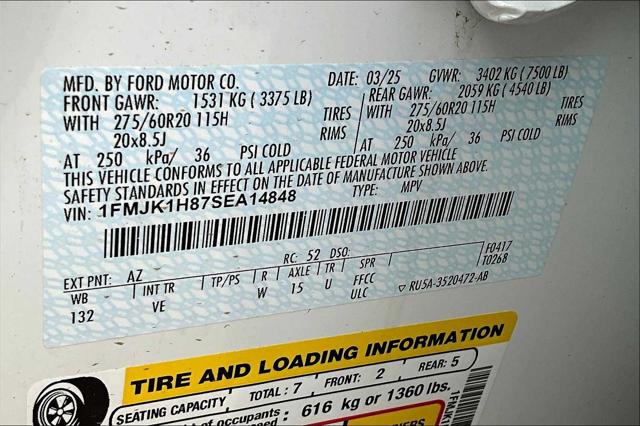 MFD. BY FORD MOTOR CO. DATE: 03/25 GVWR: 3402 KG (7500 LB)
FRONT GAWR: 1531 KG (3375 LB) REAR GAWR: 2059 KG (4540 LB)
WITH 275/60R20 115H TIRES WITH 275/60R20 115H TIRES
20x8.5J RIMS 20x8.5J RIMS
AT 250 kPa/ 36 PSI COLD AT 250 kPa/ 36 PSI COLD
THIS VEHICLE CONFORMS TO ALL APPLICABLE FEDERAL MOTOR VEHICLE
SAFETY STANDARDS IN EFFECT ON THE DATE OF MANUFACTURE SHOWN ABOVE.
VIN: 1FMJK1H87SEA14848 TYPE: MPV
EXT PNT: AZ RC: 52 DSO: F0417
WB INT TR TP/PS R AXLE TR SPR T0268
132 VE W 15 U FFCC
ULC ▽ RU5A-3520472-AB
TIRE AND LOADING INFORMATION
SEATING CAPACITY TOTAL: 7 FRONT: 2 REAR: 5
of occupants : 616 kg or 1360 lbs.
exceed
1FMJK1